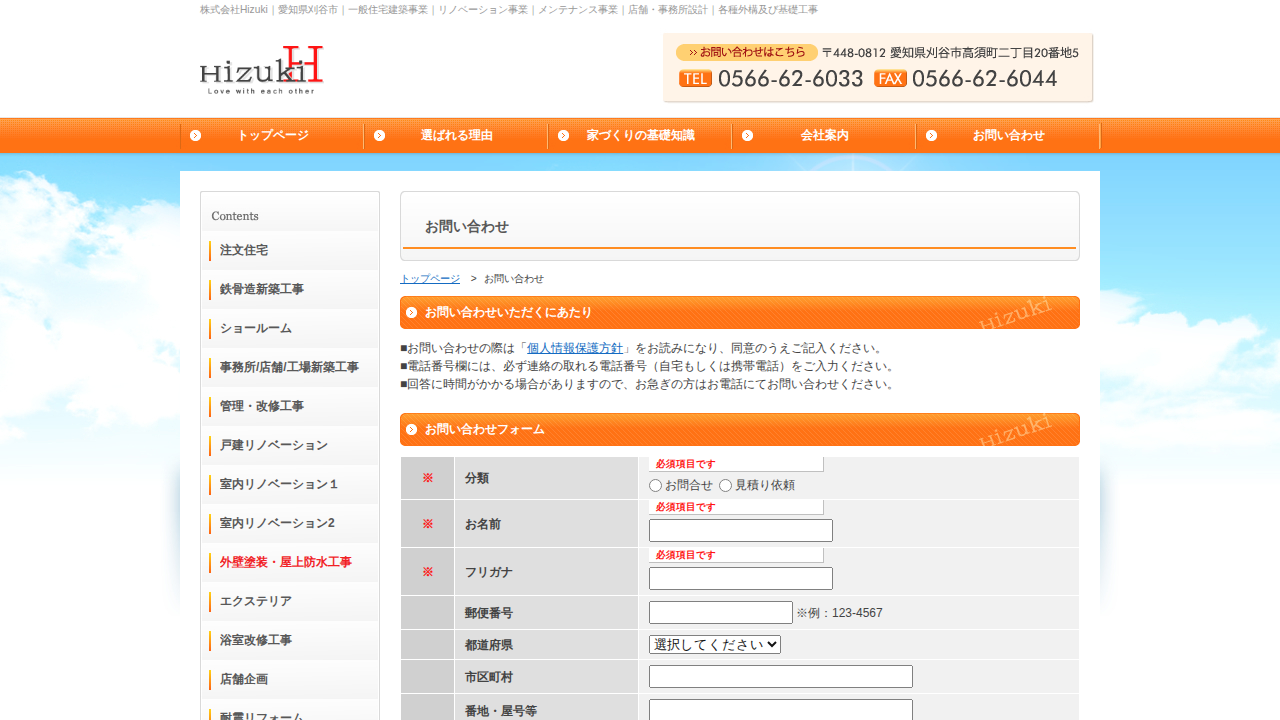 株式会社Hizuki｜愛知県刈谷市｜一般住宅建築事業｜リノベーション事業｜メンテナンス事業｜店舗・事務所設計｜各種外構及び基礎工事
HizukiH
Love with each other
お問い合わせはこちら 〒448-0812 愛知県刈谷市高須町二丁目20番地5
TEL 0566-62-6033 FAX 0566-62-6044
トップページ 選ばれる理由 家づくりの基礎知識 会社案内 お問い合わせ
Contents
注文住宅
鉄骨造新築工事
ショールーム
事務所/店舗/工場新築工事
管理・改修工事
戸建リノベーション
室内リノベーション１
室内リノベーション2
外壁塗装・屋上防水工事
エクステリア
浴室改修工事
店舗企画
耐震リフォーム
お問い合わせ
トップページ > お問い合わせ
お問い合わせいただくにあたり
Hizuki
■お問い合わせの際は「個人情報保護方針」をお読みになり、同意のうえご記入ください。
■電話番号欄には、必ず連絡の取れる電話番号（自宅もしくは携帯電話）をご入力ください。
■回答に時間がかかる場合がありますので、お急ぎの方はお電話にてお問い合わせください。
お問い合わせフォーム
Hizuki
必須項目です
※ 分類 お問合せ 見積り依頼
必須項目です
※ お名前
必須項目です
※ フリガナ
郵便番号 ※例：123-4567
都道府県 選択してください
市区町村
番地・屋号等